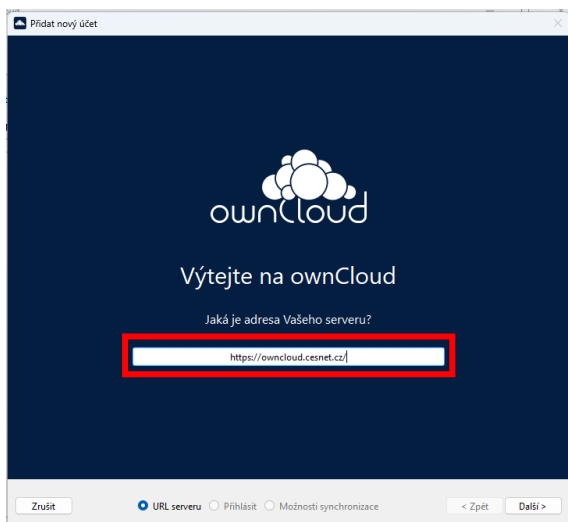 Přidat nový účet
ownCloud
Výtejte na ownCloud
Jaká je adresa Vašeho serveru?
https://owncloud.cesnet.cz/
Zrušit URL serveru Přihlásit Možnosti synchronizace < Zpět Další >